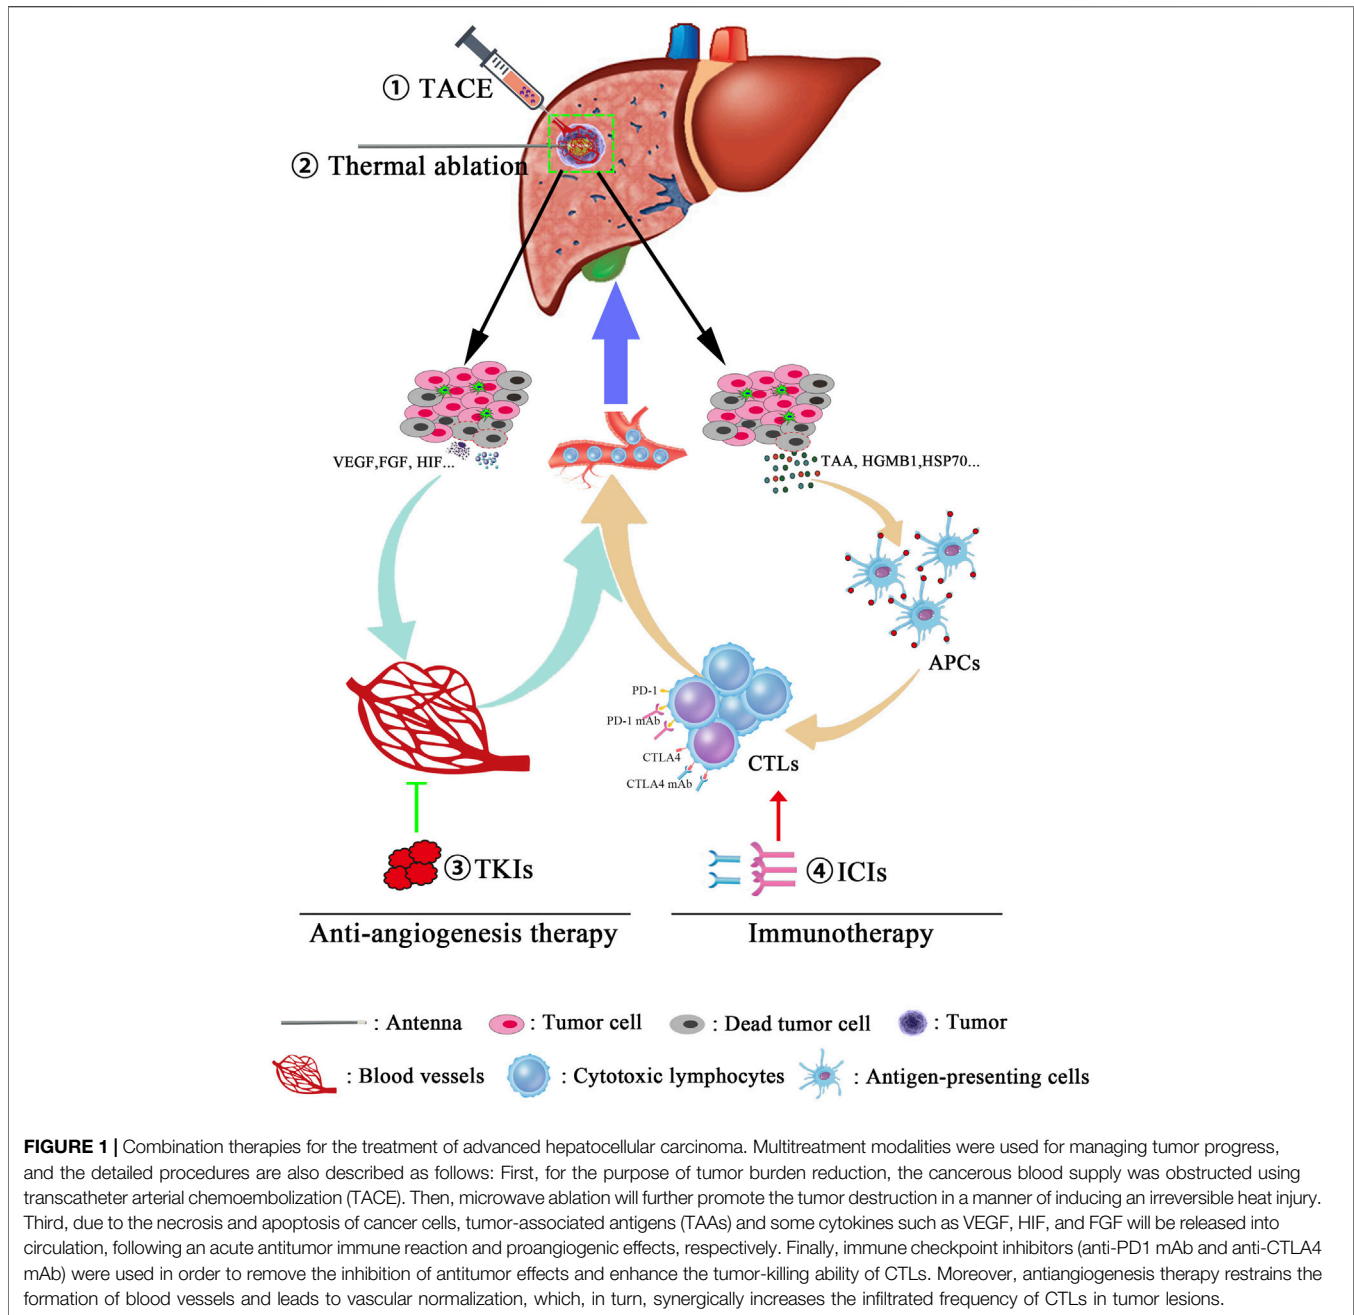 ① TACE
② Thermal ablation
VEGF,FGF, HIF...
TAA, HGMB1,HSP70...
APCs
PD-1
PD-1 mAb
CTLA4
CTLA4 mAb
CTLs
③ TKIs
④ ICIs
Anti-angiogenesis therapy
Immunotherapy
: Antenna
: Tumor cell
: Dead tumor cell
: Tumor
: Blood vessels
: Cytotoxic lymphocytes
: Antigen-presenting cells
FIGURE 1 | Combination therapies for the treatment of advanced hepatocellular carcinoma. Multitreatment modalities were used for managing tumor progress,
and the detailed procedures are also described as follows: First, for the purpose of tumor burden reduction, the cancerous blood supply was obstructed using
transcatheter arterial chemoembolization (TACE). Then, microwave ablation will further promote the tumor destruction in a manner of inducing an irreversible heat injury.
Third, due to the necrosis and apoptosis of cancer cells, tumor-associated antigens (TAAs) and some cytokines such as VEGF, HIF, and FGF will be released into
circulation, following an acute antitumor immune reaction and proangiogenic effects, respectively. Finally, immune checkpoint inhibitors (anti-PD1 mAb and anti-CTLA4
mAb) were used in order to remove the inhibition of antitumor effects and enhance the tumor-killing ability of CTLs. Moreover, antiangiogenesis therapy restrains the
formation of blood vessels and leads to vascular normalization, which, in turn, synergically increases the infiltrated frequency of CTLs in tumor lesions.